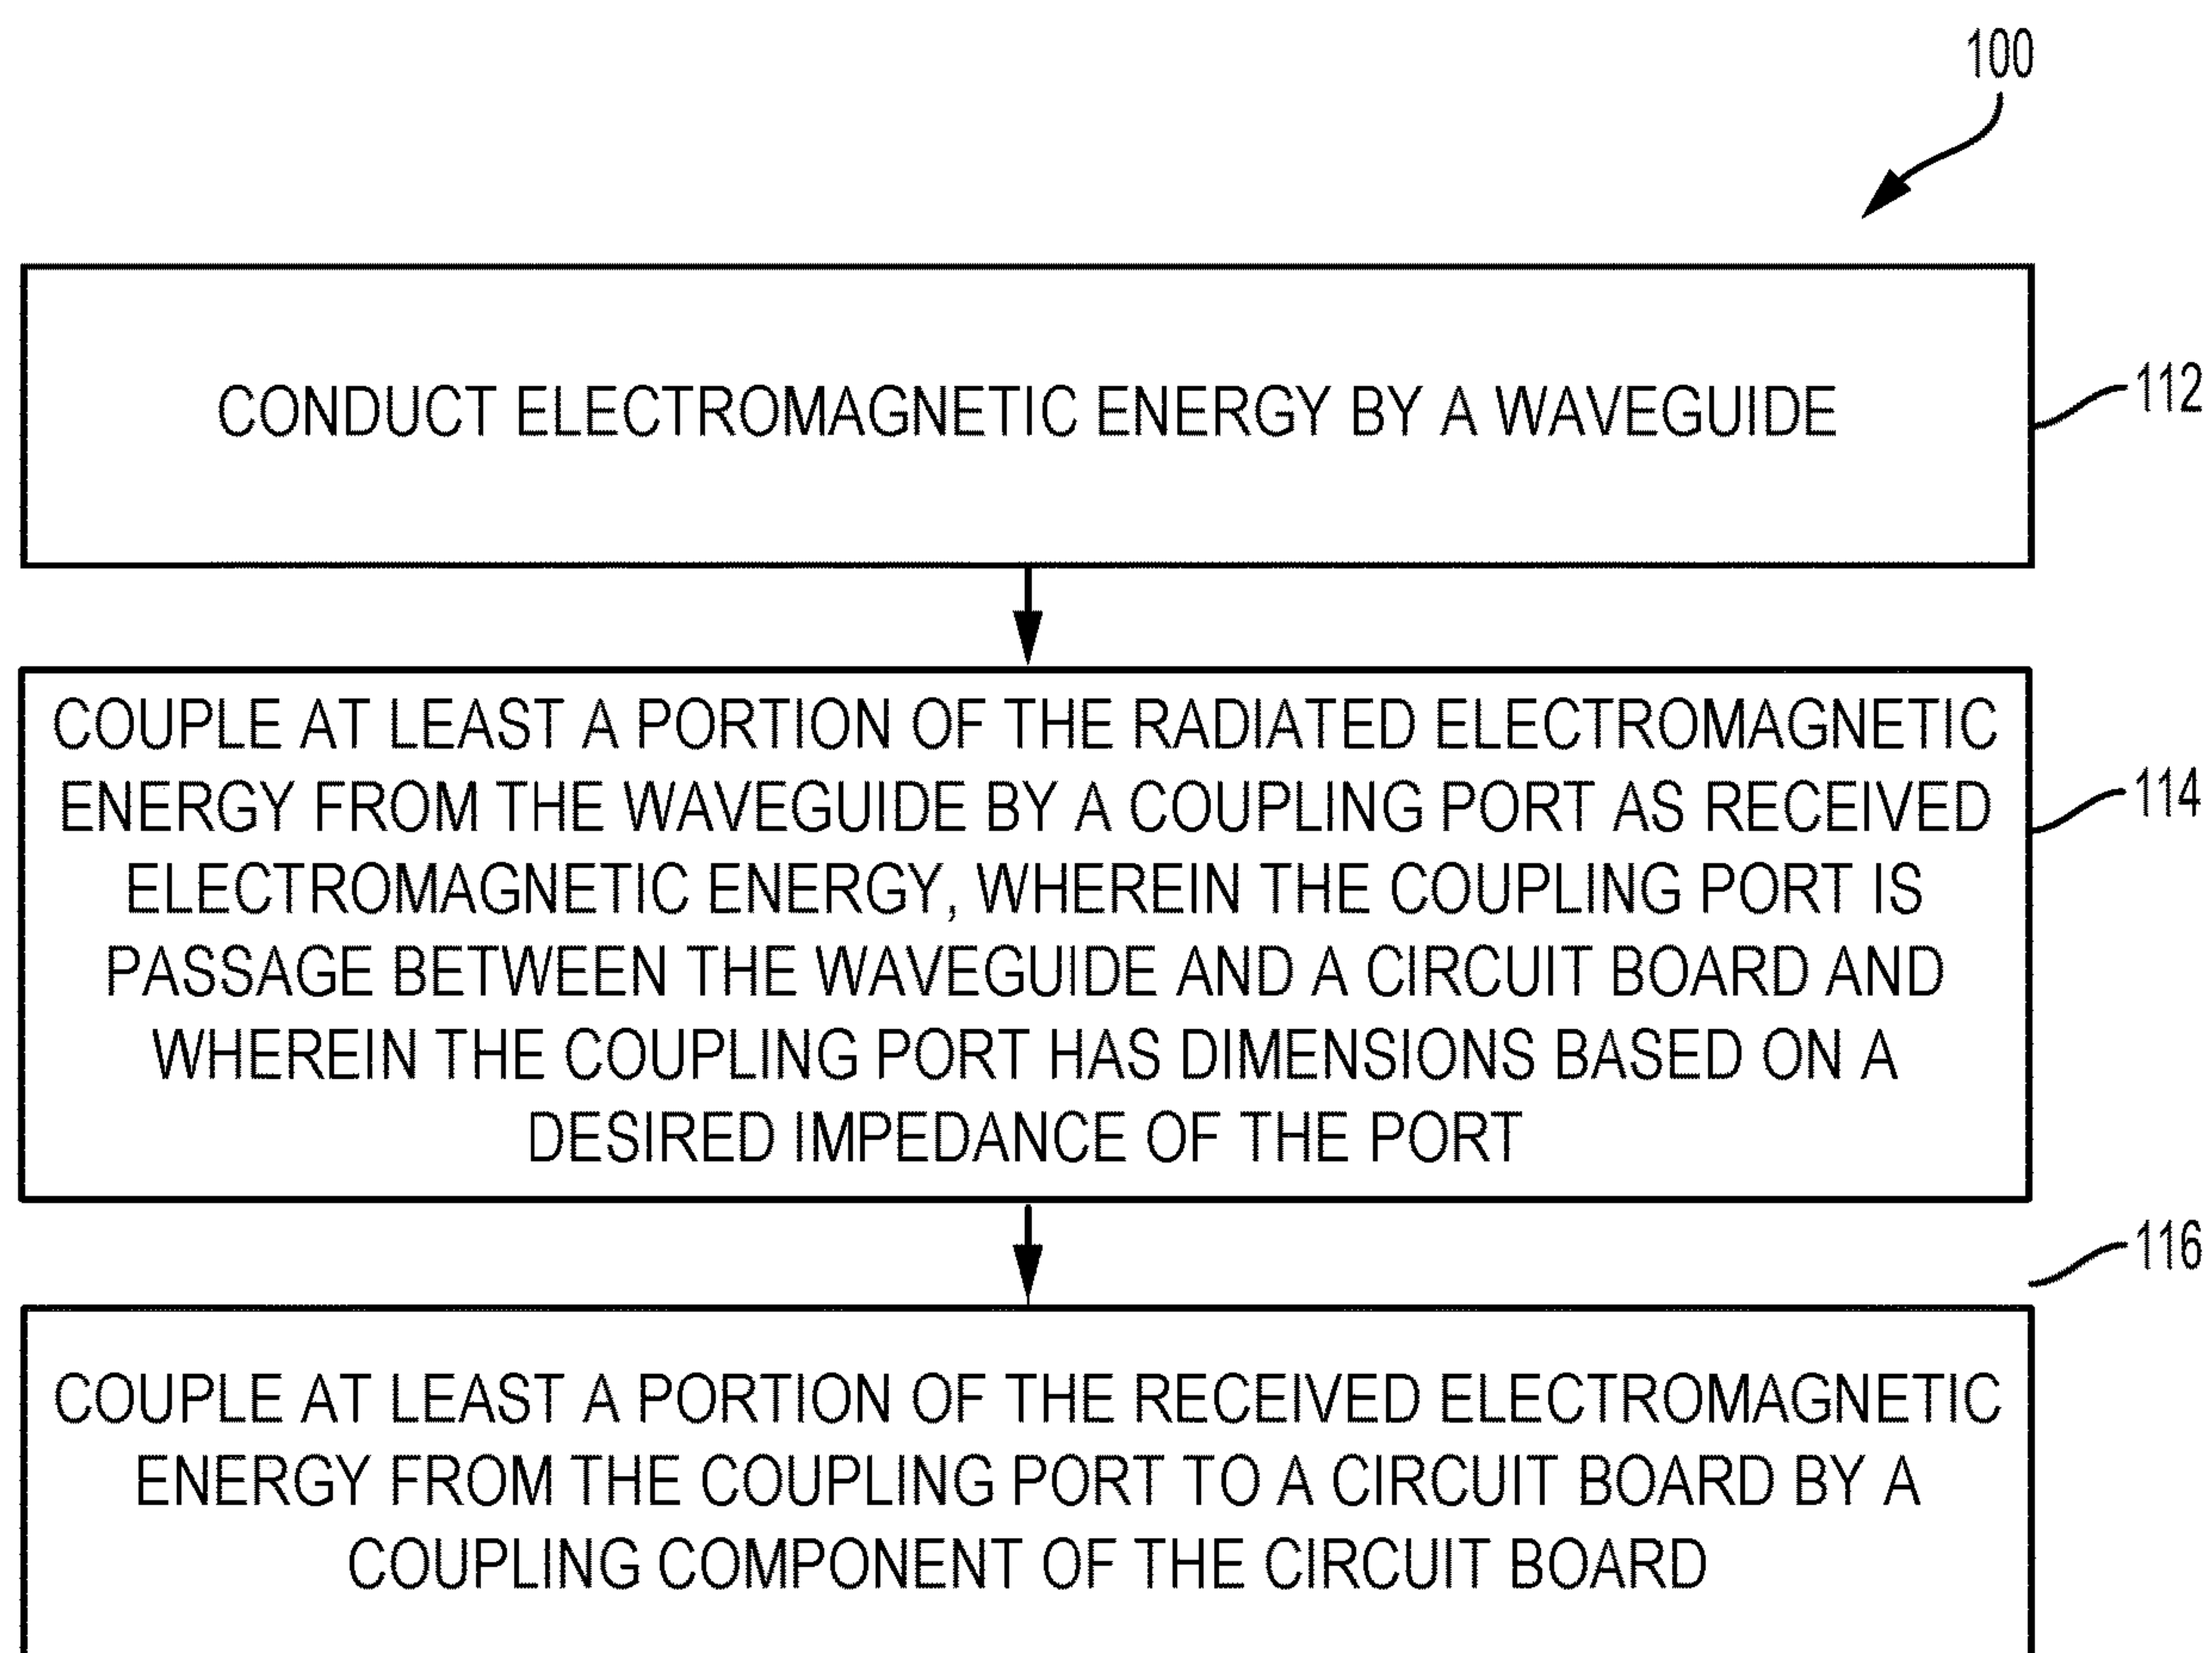 100
CONDUCT ELECTROMAGNETIC ENERGY BY A WAVEGUIDE
112
COUPLE AT LEAST A PORTION OF THE RADIATED ELECTROMAGNETIC
ENERGY FROM THE WAVEGUIDE BY A COUPLING PORT AS RECEIVED
ELECTROMAGNETIC ENERGY, WHEREIN THE COUPLING PORT IS
PASSAGE BETWEEN THE WAVEGUIDE AND A CIRCUIT BOARD AND
WHEREIN THE COUPLING PORT HAS DIMENSIONS BASED ON A
DESIRED IMPEDANCE OF THE PORT
114
116
COUPLE AT LEAST A PORTION OF THE RECEIVED ELECTROMAGNETIC
ENERGY FROM THE COUPLING PORT TO A CIRCUIT BOARD BY A
COUPLING COMPONENT OF THE CIRCUIT BOARD